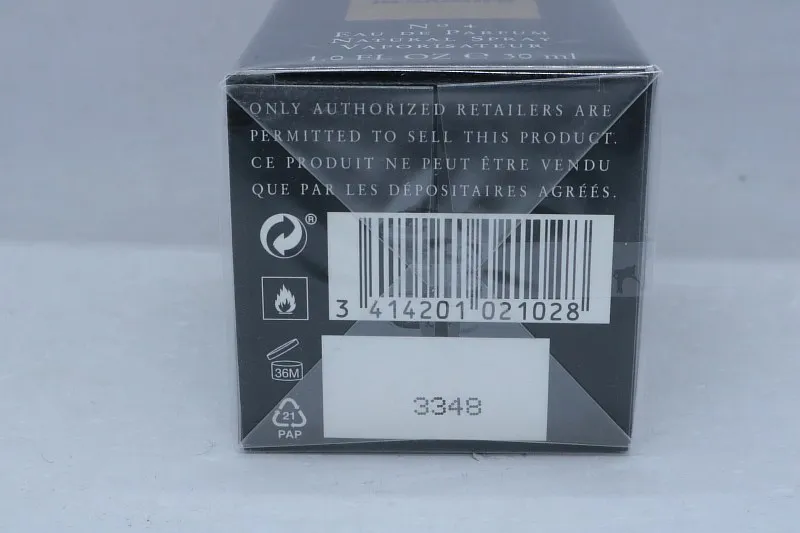 Nº 4
EAU DE PARFUM
NATURAL SPRAY
VAPORISATEUR
1.0 FL OZ ℮ 30 ml
ONLY AUTHORIZED RETAILERS ARE
PERMITTED TO SELL THIS PRODUCT.
CE PRODUIT NE PEUT ÊTRE VENDU
QUE PAR LES DÉPOSITAIRES AGRÉÉS.
®
3 414201 021028
36M
3348
21
PAP